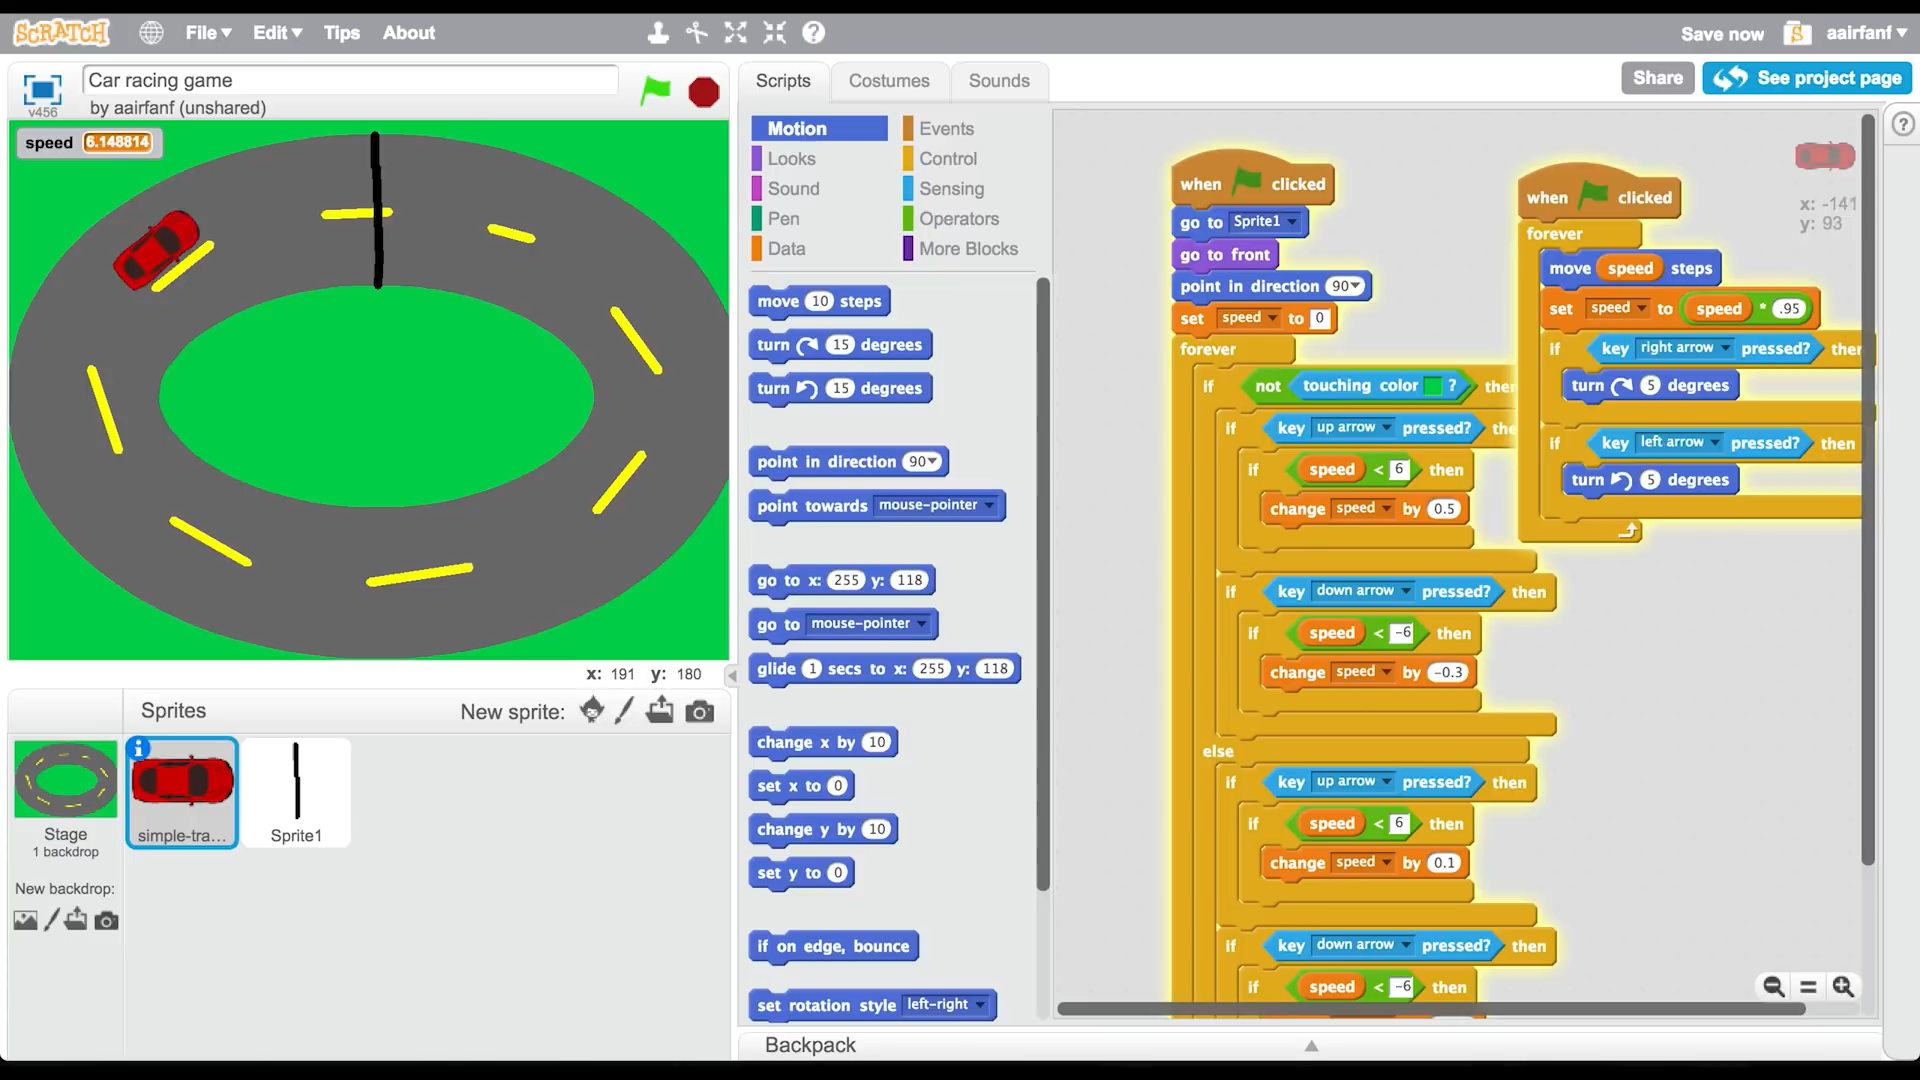 SCRATCH File Edit Tips About Save now S aairfanf
v456 Car racing game
by aairfanf (unshared)
Scripts Costumes Sounds Share See project page
speed 6.148814
x: 191 y: 180
Sprites New sprite:
Stage
1 backdrop
New backdrop:
simple-tra...
Sprite1
Motion Events
Looks Control
Sound Sensing
Pen Operators
Data More Blocks
move 10 steps
turn 15 degrees
turn 15 degrees
point in direction 90
point towards mouse-pointer
go to x: 255 y: 118
go to mouse-pointer
glide 1 secs to x: 255 y: 118
change x by 10
set x to 0
change y by 10
set y to 0
if on edge, bounce
set rotation style left-right
when clicked
go to Sprite1
go to front
point in direction 90
set speed to 0
forever
if not touching color ? then
if key up arrow pressed? the
if speed < 6 then
change speed by 0.5
if key down arrow pressed? then
if speed < -6 then
change speed by -0.3
else
if key up arrow pressed? then
if speed < 6 then
change speed by 0.1
if key down arrow pressed? then
if speed < -6 then
when clicked
forever
move speed steps
set speed to speed * .95
if key right arrow pressed? then
turn 5 degrees
if key left arrow pressed? then
turn 5 degrees
x: -141
y: 93
?
Backpack